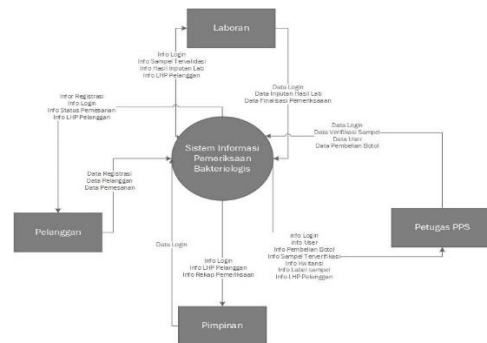 Laboran
Info Login
Info Sampel Tervalidasi
Info Hasil Inputan Lab
Info LHP Pelanggan
Data Login
Data Inputan Hasil Lab
Data Finalisasi Pemeriksaaan
Infor Registrasi
Info Login
Info Status Pemesanan
Info LHP Pelanggan
Data Login
Data Verifikasi Sampel
Data User
Data Pembelian Botol
Sistem Informasi
Pemeriksaan
Bakteriologis
Data Registrasi
Data Pelanggan
Data Pemesanan
Pelanggan
Petugas PPS
Data Login
Info Login
Info User
Info Pembelian Botol
Info Sampel Terverifikasi
Info Kwitansi
Info Label sampel
Info LHP Pelanggan
Info Login
Info LHP Pelanggan
Info Rekap Pemeriksaan
Pimpinan